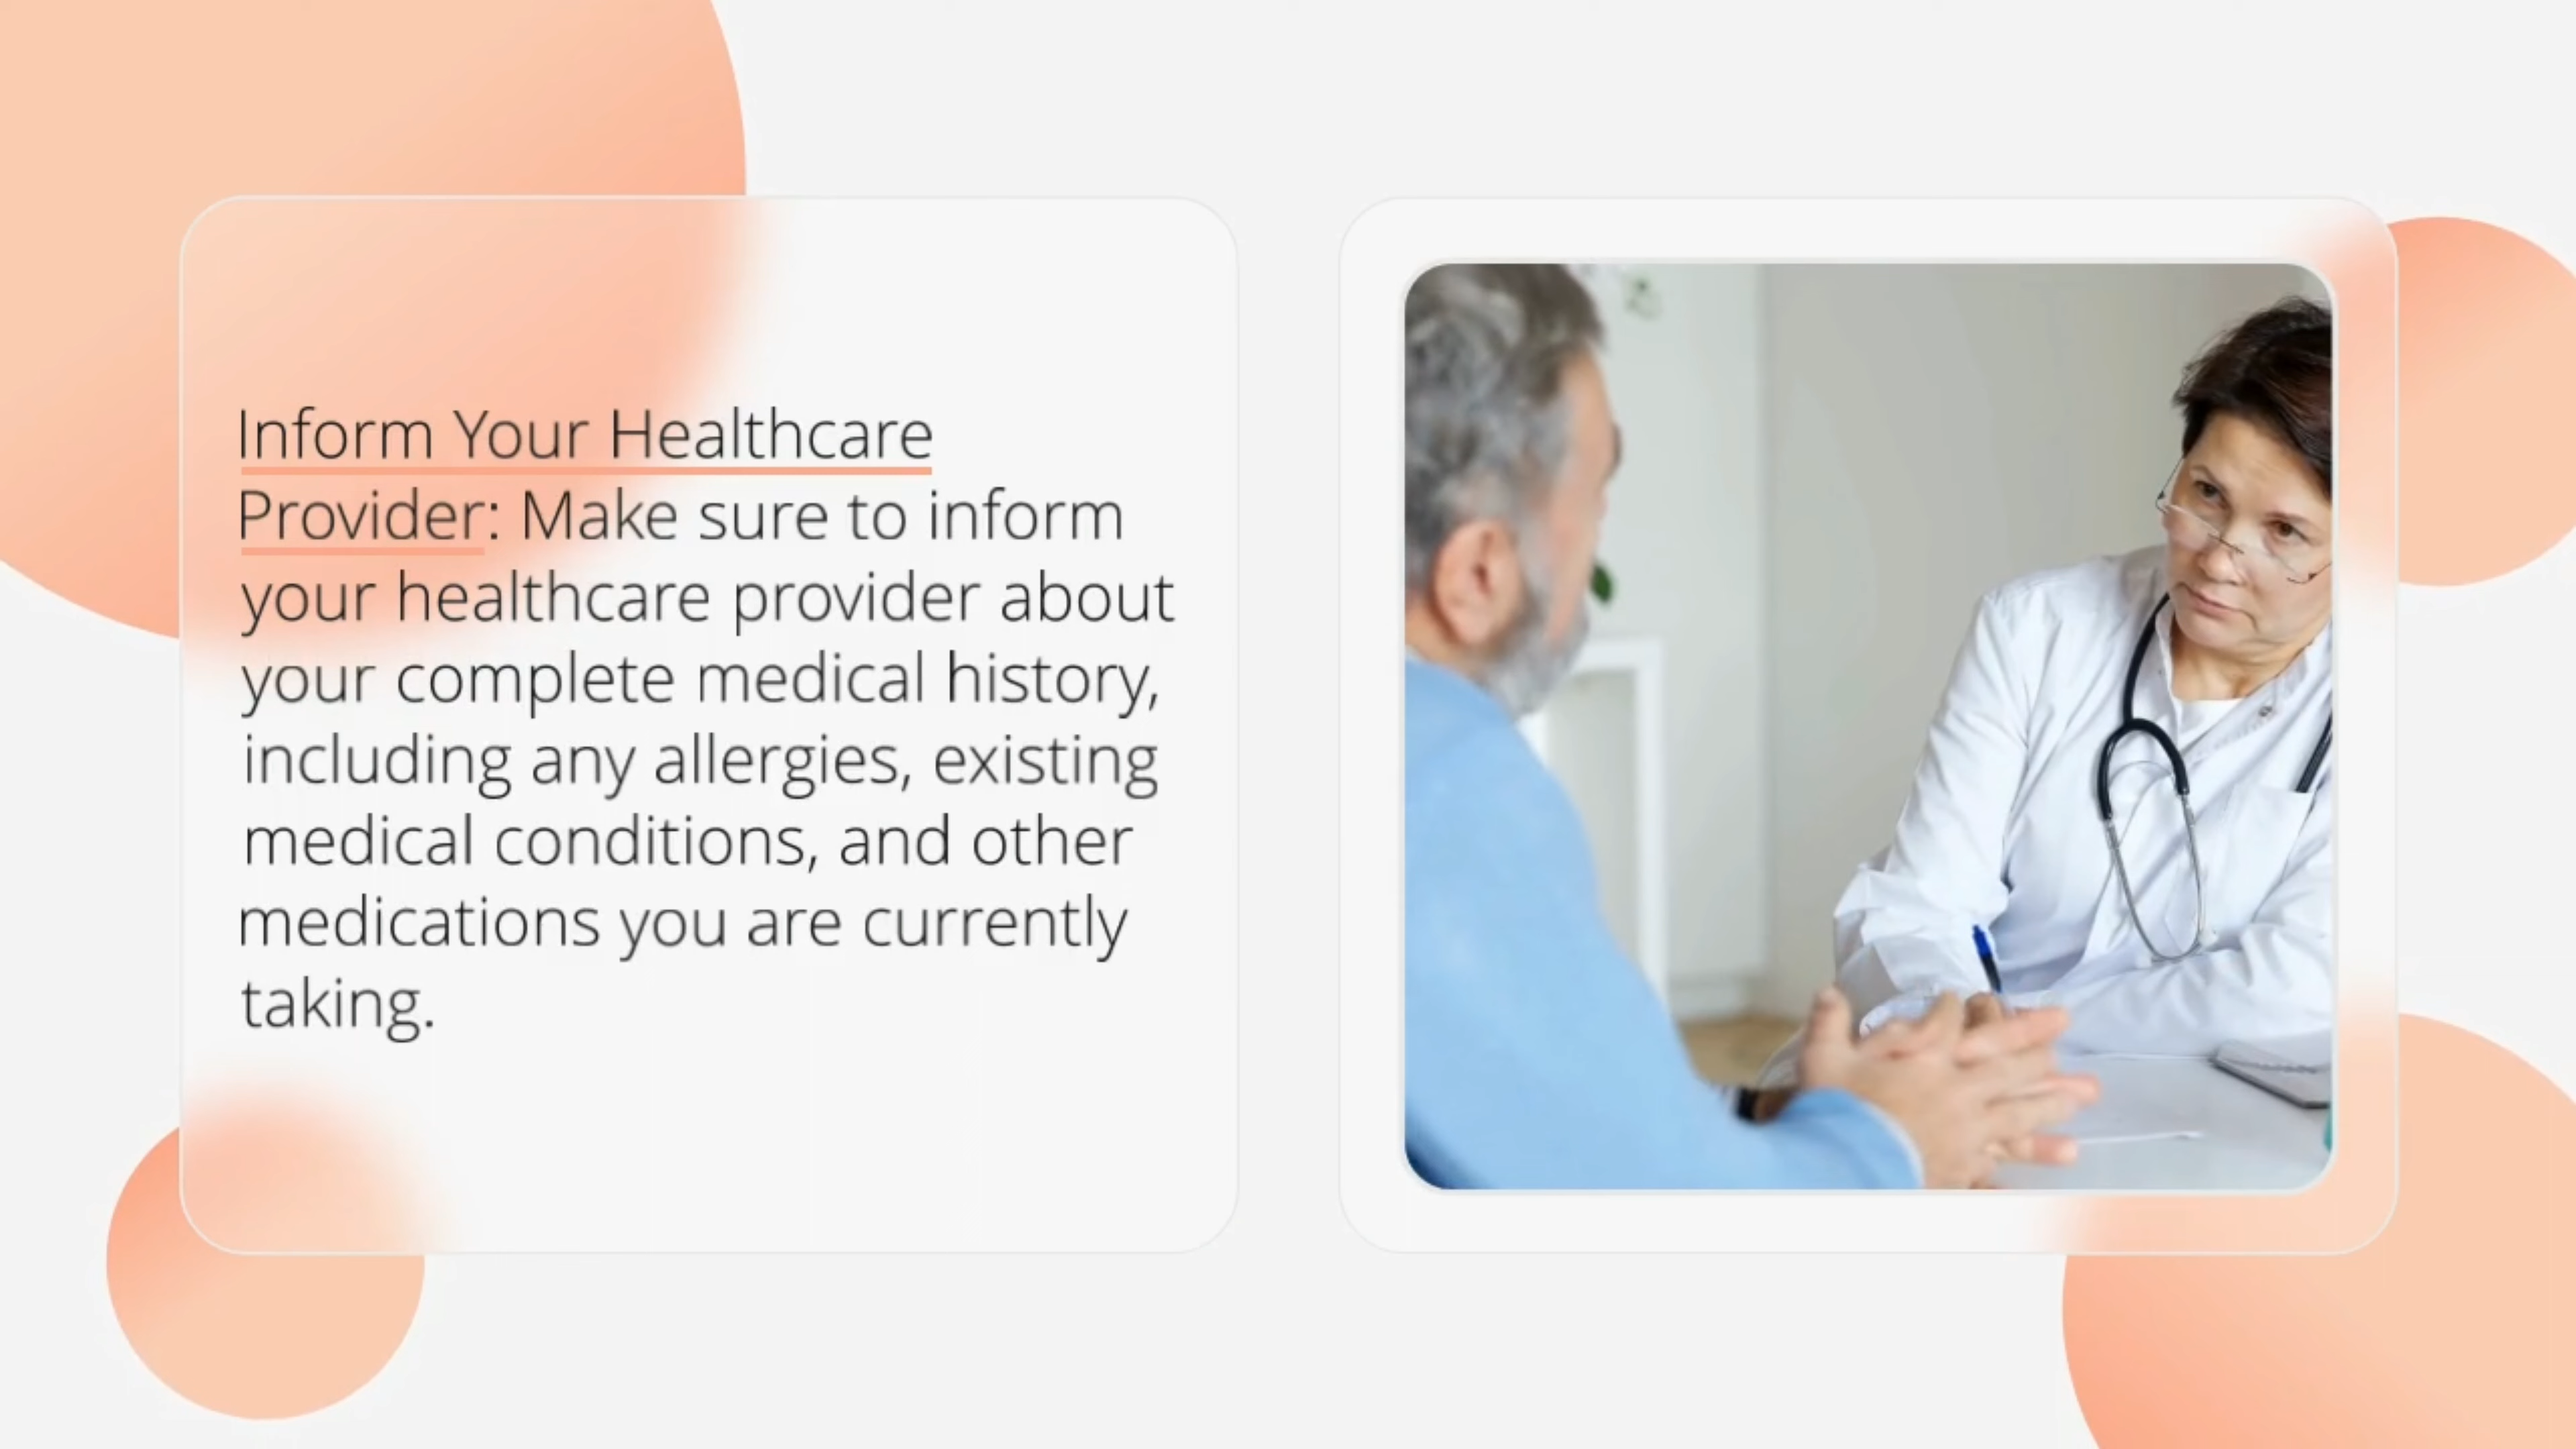 Inform Your Healthcare
Provider: Make sure to inform
your healthcare provider about
your complete medical history,
including any allergies, existing
medical conditions, and other
medications you are currently
taking.